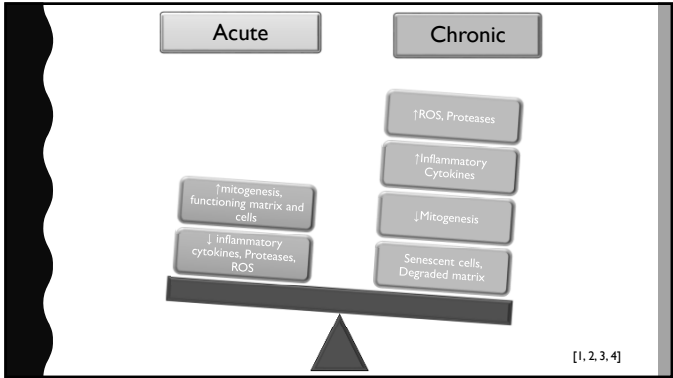 Acute
Chronic
↑mitogenesis,
functioning matrix and
cells
↓ inflammatory
cytokines, Proteases,
ROS
↑ROS, Proteases
↑Inflammatory
Cytokines
↓Mitogenesis
Senescent cells,
Degraded matrix
[1, 2, 3, 4]